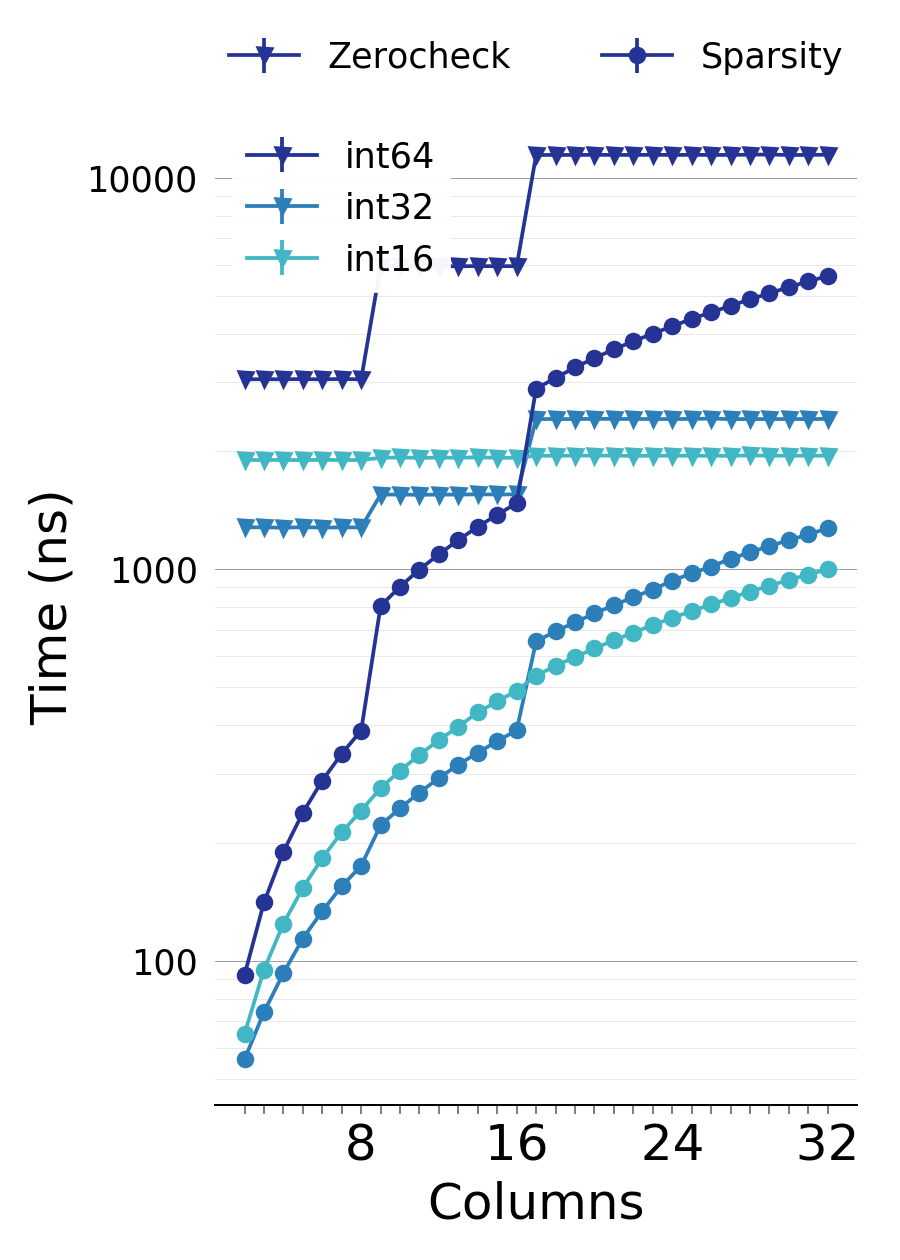 Zerocheck Sparsity
int64
int32
int16
10000
1000
100
Time (ns)
8 16 24 32
Columns